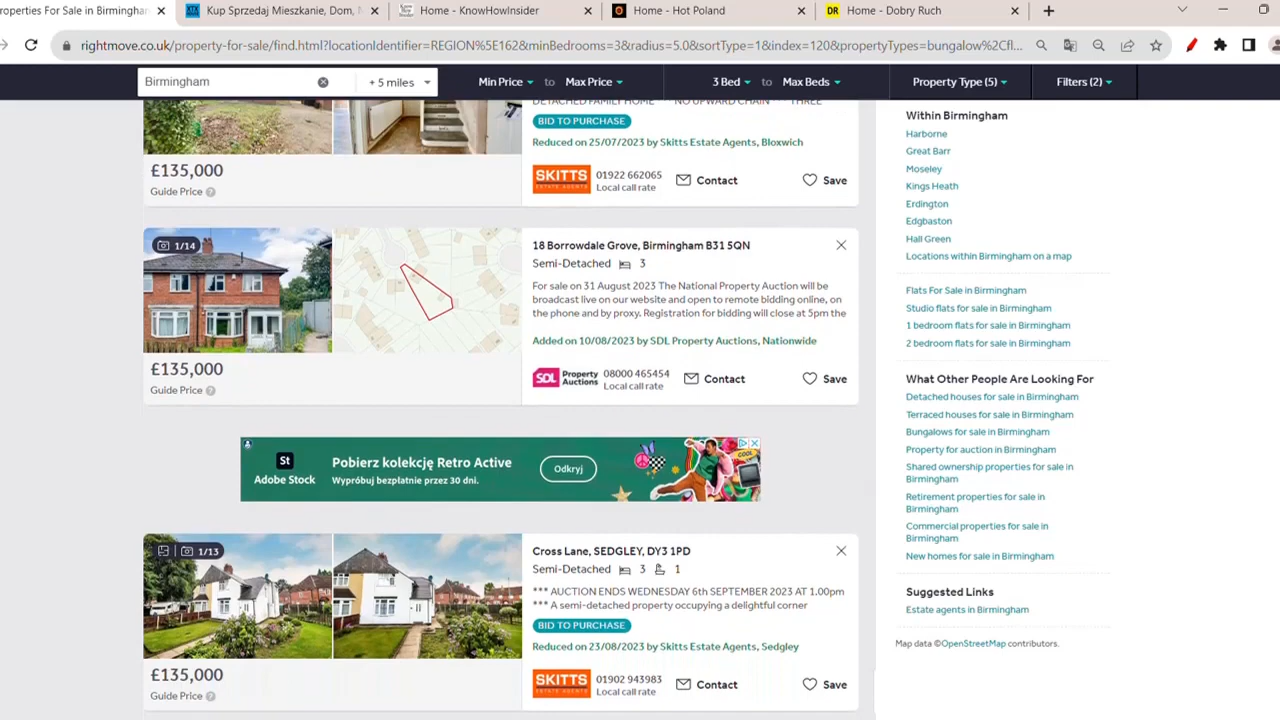 roperties For Sale in Birmingham
Kup Sprzedaj Mieszkanie, Dom, N
Home - KnowHowInsider
Home - Hot Poland
DR Home - Dobry Ruch
rightmove.co.uk/property-for-sale/find.html?locationIdentifier=REGION%5E162&minBedrooms=3&radius=5.0&sortType=1&index=120&propertyTypes=bungalow%2Cfl...
Birmingham
+ 5 miles
Min Price to Max Price
3 Bed to Max Beds
Property Type (5)
Filters (2)
DETACHED FAMILY HOME *** NO UPWARD CHAIN *** THREE
BID TO PURCHASE
Reduced on 25/07/2023 by Skitts Estate Agents, Bloxwich
£135,000
Guide Price
SKITTS
ESTATE AGENTS
01922 662065
Local call rate
Contact
Save
1/14
18 Borrowdale Grove, Birmingham B31 5QN
Semi-Detached 3
For sale on 31 August 2023 The National Property Auction will be
broadcast live on our website and open to remote bidding online, on
the phone and by proxy. Registration for bidding will close at 5pm the
Added on 10/08/2023 by SDL Property Auctions, Nationwide
£135,000
Guide Price
SDL Property Auctions
08000 465454
Local call rate
Contact
Save
St
Adobe Stock
Pobierz kolekcję Retro Active
Wypróbuj bezpłatnie przez 30 dni.
Odkryj
COOL
1/13
Cross Lane, SEDGLEY, DY3 1PD
Semi-Detached 3 1
*** AUCTION ENDS WEDNESDAY 6th SEPTEMBER 2023 AT 1.00pm
*** A semi-detached property occupying a delightful corner
BID TO PURCHASE
Reduced on 23/08/2023 by Skitts Estate Agents, Sedgley
£135,000
Guide Price
SKITTS
ESTATE AGENTS
01902 943983
Local call rate
Contact
Save
Within Birmingham
Harborne
Great Barr
Moseley
Kings Heath
Erdington
Edgbaston
Hall Green
Locations within Birmingham on a map
Flats For Sale in Birmingham
Studio flats for sale in Birmingham
1 bedroom flats for sale in Birmingham
2 bedroom flats for sale in Birmingham
What Other People Are Looking For
Detached houses for sale in Birmingham
Terraced houses for sale in Birmingham
Bungalows for sale in Birmingham
Property for auction in Birmingham
Shared ownership properties for sale in
Birmingham
Retirement properties for sale in
Birmingham
Commercial properties for sale in
Birmingham
New homes for sale in Birmingham
Suggested Links
Estate agents in Birmingham
Map data ©OpenStreetMap contributors.